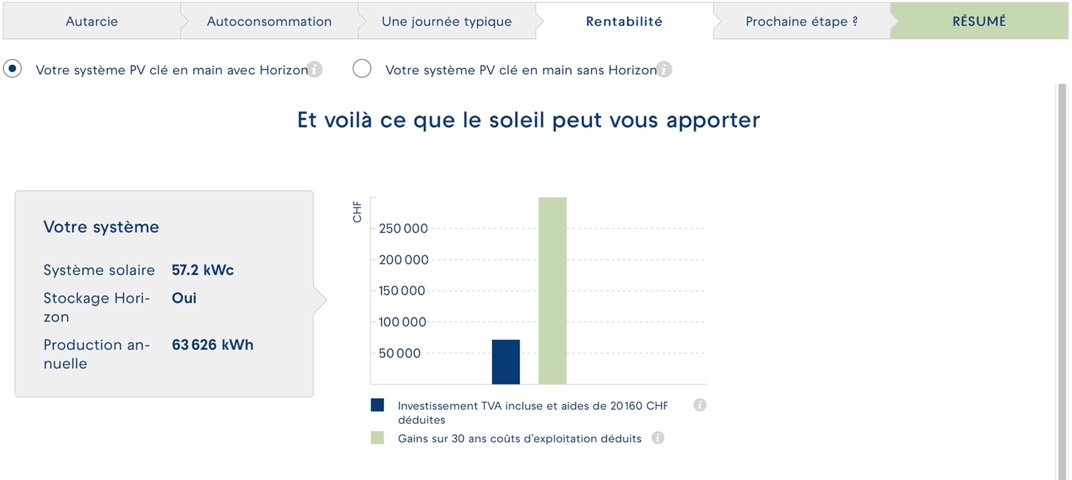 Autarcie
Autoconsommation
Une journée typique
Rentabilité
Prochaine étape ?
RÉSUMÉ
Votre système PV clé en main avec Horizon
Votre système PV clé en main sans Horizon
Et voilà ce que le soleil peut vous apporter
Votre système
Système solaire 57.2 kWc
Stockage Hori- Oui
zon
Production an- 63 626 kWh
nuelle
CHF
250 000
200 000
150 000
100 000
50 000
Investissement TVA incluse et aides de 20 160 CHF
déduites
Gains sur 30 ans coûts d'exploitation déduits